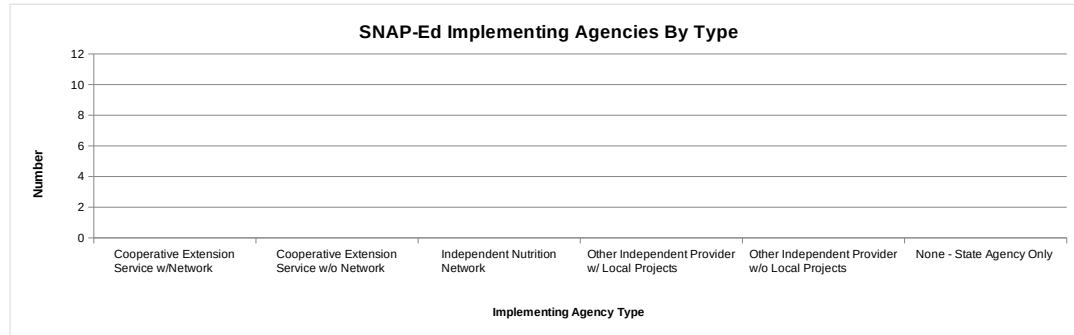 SNAP-Ed Implementing Agencies By Type
12
10
8
6
4
2
0
Number
Cooperative Extension
Service w/Network
Cooperative Extension
Service w/o Network
Independent Nutrition
Network
Other Independent Provider
w/ Local Projects
Other Independent Provider
w/o Local Projects
None - State Agency Only
Implementing Agency Type